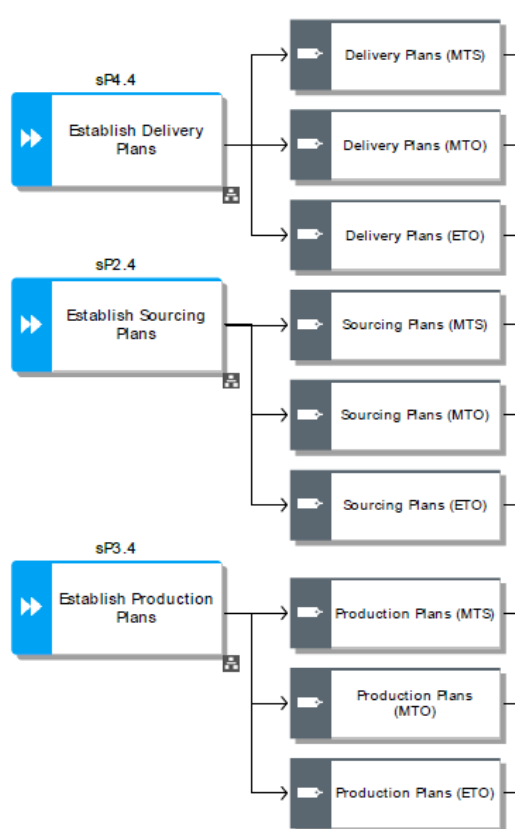 sP4.4
Establish Delivery
Plans
Delivery Plans (MTS)
Delivery Plans (MTO)
Delivery Plans (ETO)
sP2.4
Establish Sourcing
Plans
Sourcing Plans (MTS)
Sourcing Plans (MTO)
Sourcing Plans (ETO)
sP3.4
Establish Production
Plans
Production Plans (MTS)
Production Plans
(MTO)
Production Plans (ETO)